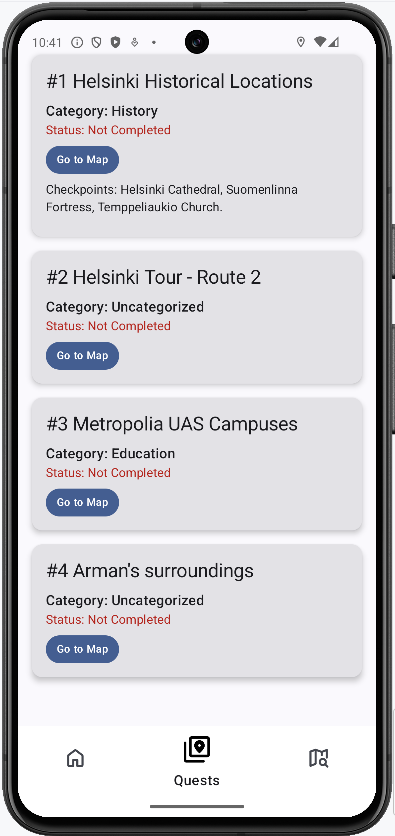 10:41
#1 Helsinki Historical Locations
Category: History
Status: Not Completed
Go to Map
Checkpoints: Helsinki Cathedral, Suomenlinna
Fortress, Temppeliaukio Church.
#2 Helsinki Tour - Route 2
Category: Uncategorized
Status: Not Completed
Go to Map
#3 Metropolia UAS Campuses
Category: Education
Status: Not Completed
Go to Map
#4 Arman's surroundings
Category: Uncategorized
Status: Not Completed
Go to Map
Quests